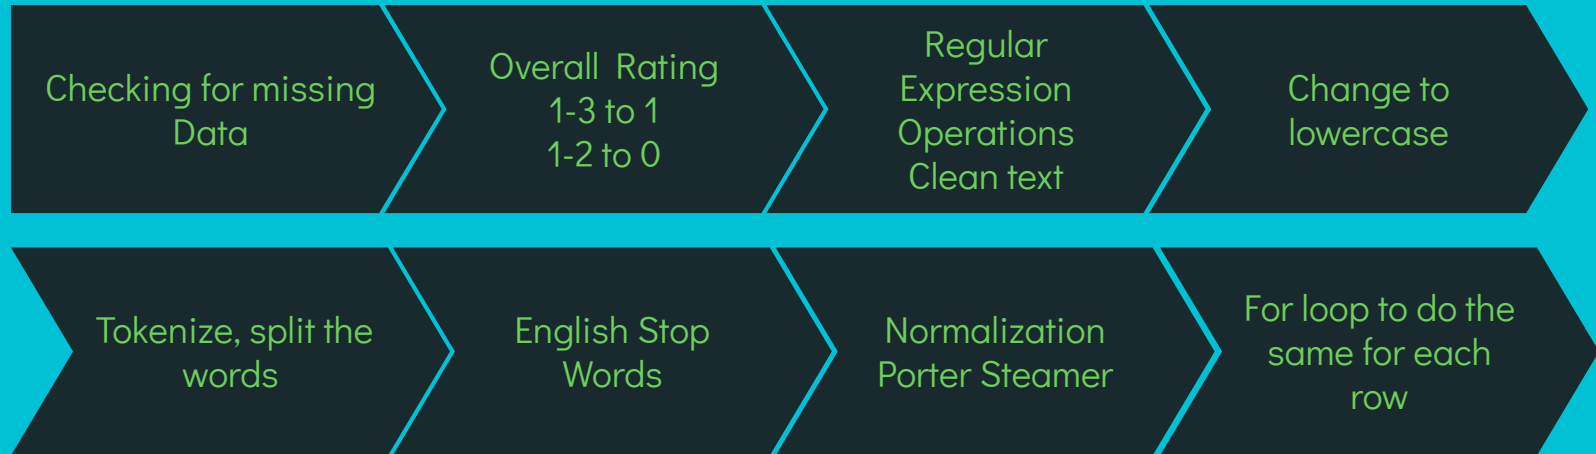 Checking for missing
Data
Overall Rating
1-3 to 1
1-2 to 0
Regular
Expression
Operations
Clean text
Change to
lowercase
Tokenize, split the
words
English Stop
Words
Normalization
Porter Steamer
For loop to do the
same for each
row